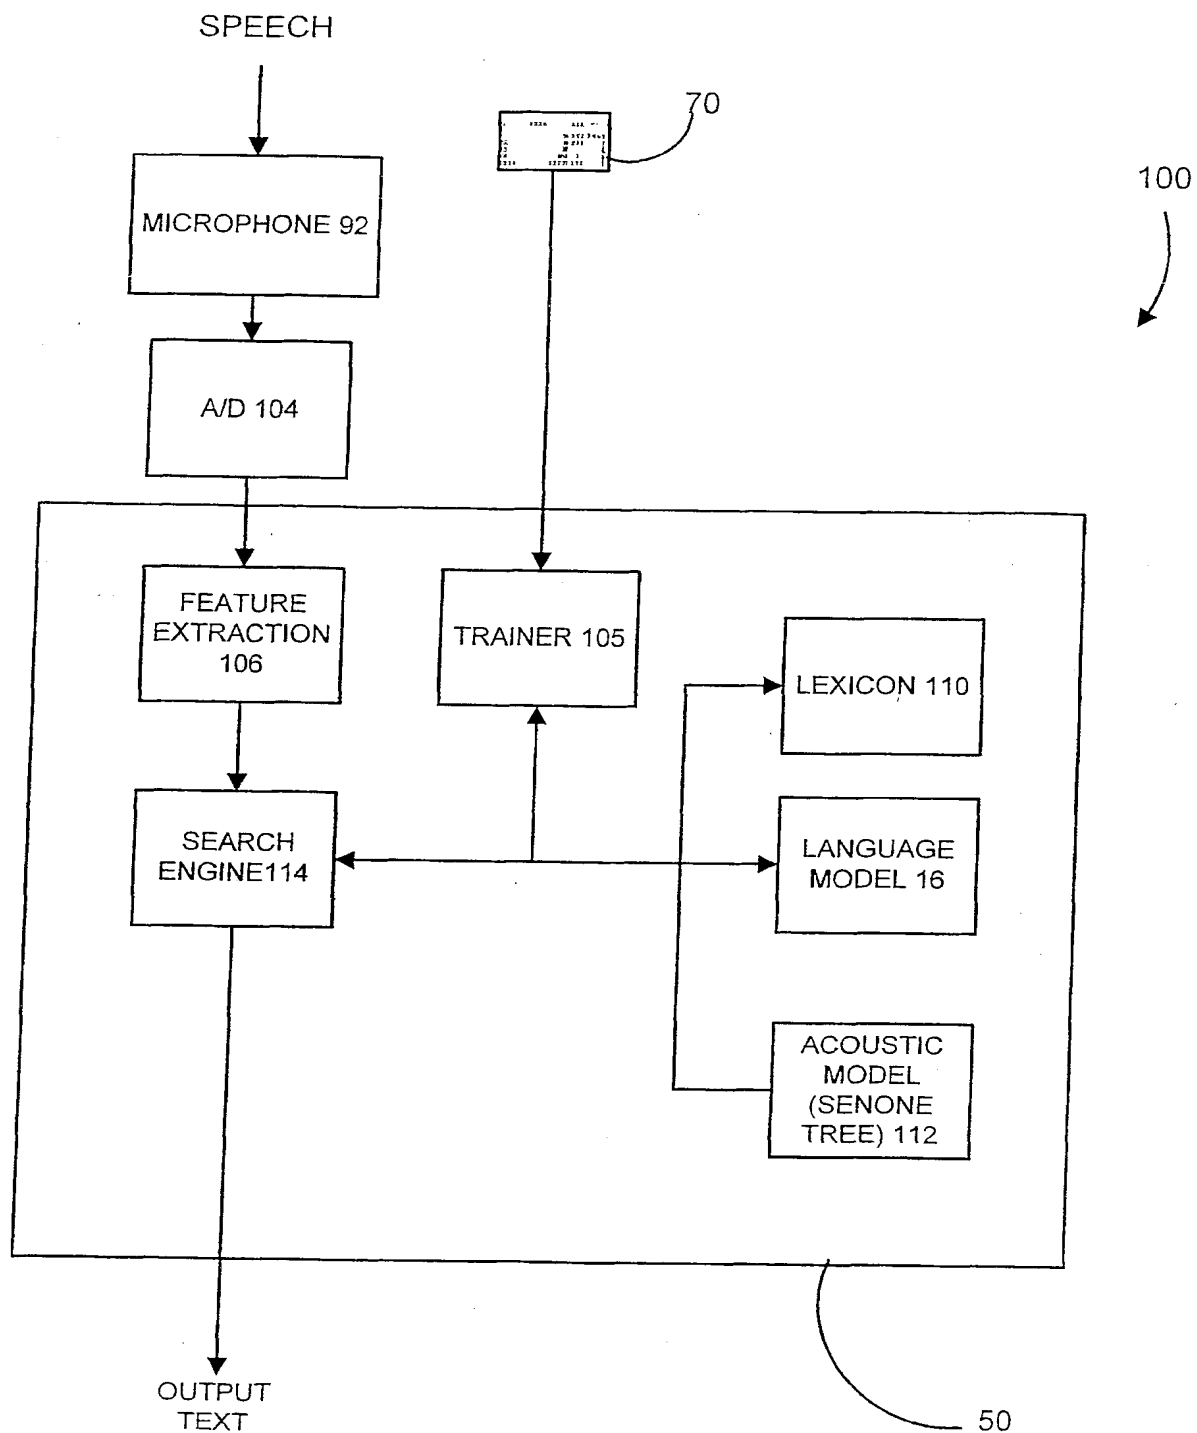 SPEECH
70
100
MICROPHONE 92
A/D 104
FEATURE
EXTRACTION
106
TRAINER 105
LEXICON 110
SEARCH
ENGINE114
LANGUAGE
MODEL 16
ACOUSTIC
MODEL
(SENONE
TREE) 112
OUTPUT
TEXT
50